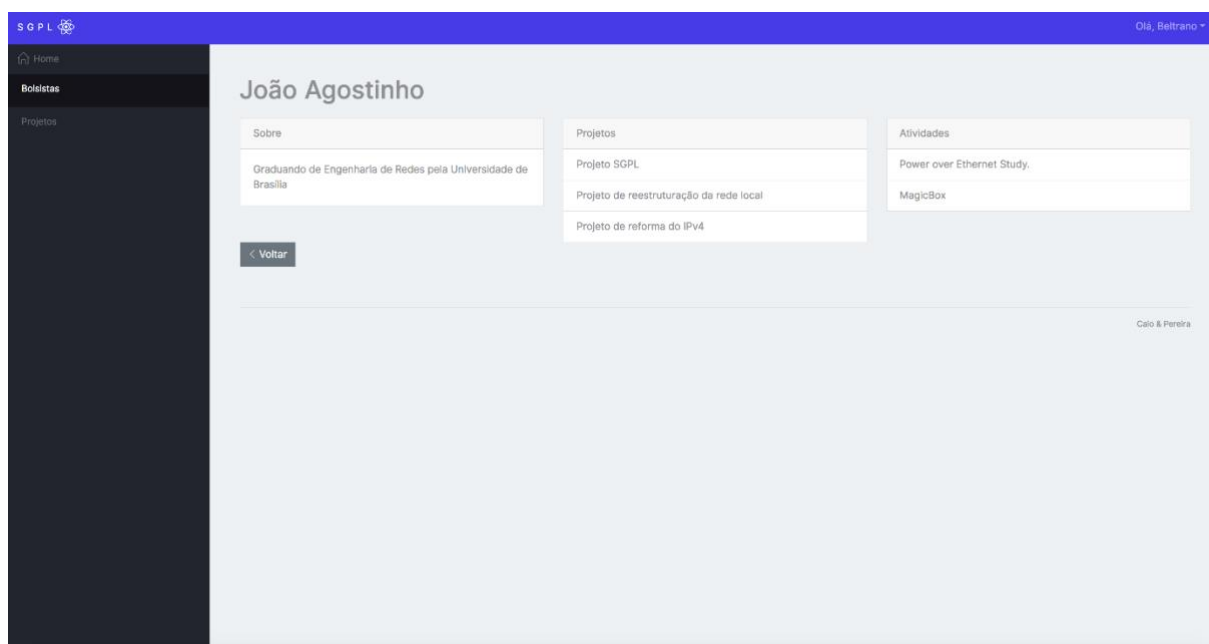 SGPL
Olá, Beltrano
Home
Bolsistas
Projetos
João Agostinho
Sobre
Graduando de Engenharia de Redes pela Universidade de
Brasília
Projetos
Projeto SGPL
Projeto de reestruturação da rede local
Projeto de reforma do IPv4
Atividades
Power over Ethernet Study.
MagicBox
< Voltar
Caio & Pereira